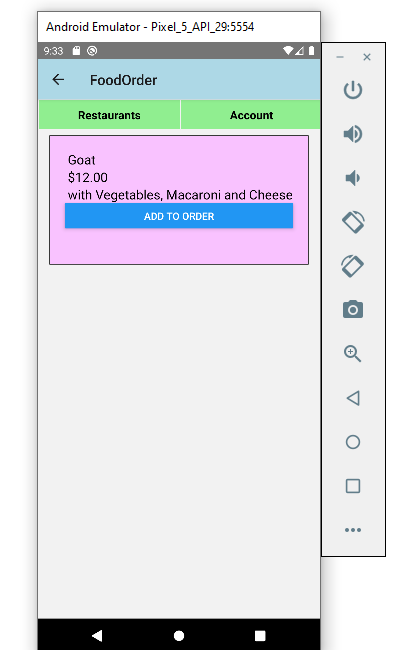 Android Emulator - Pixel_5_API_29:5554
9:33
FoodOrder
Restaurants
Account
Goat
$12.00
with Vegetables, Macaroni and Cheese
ADD TO ORDER